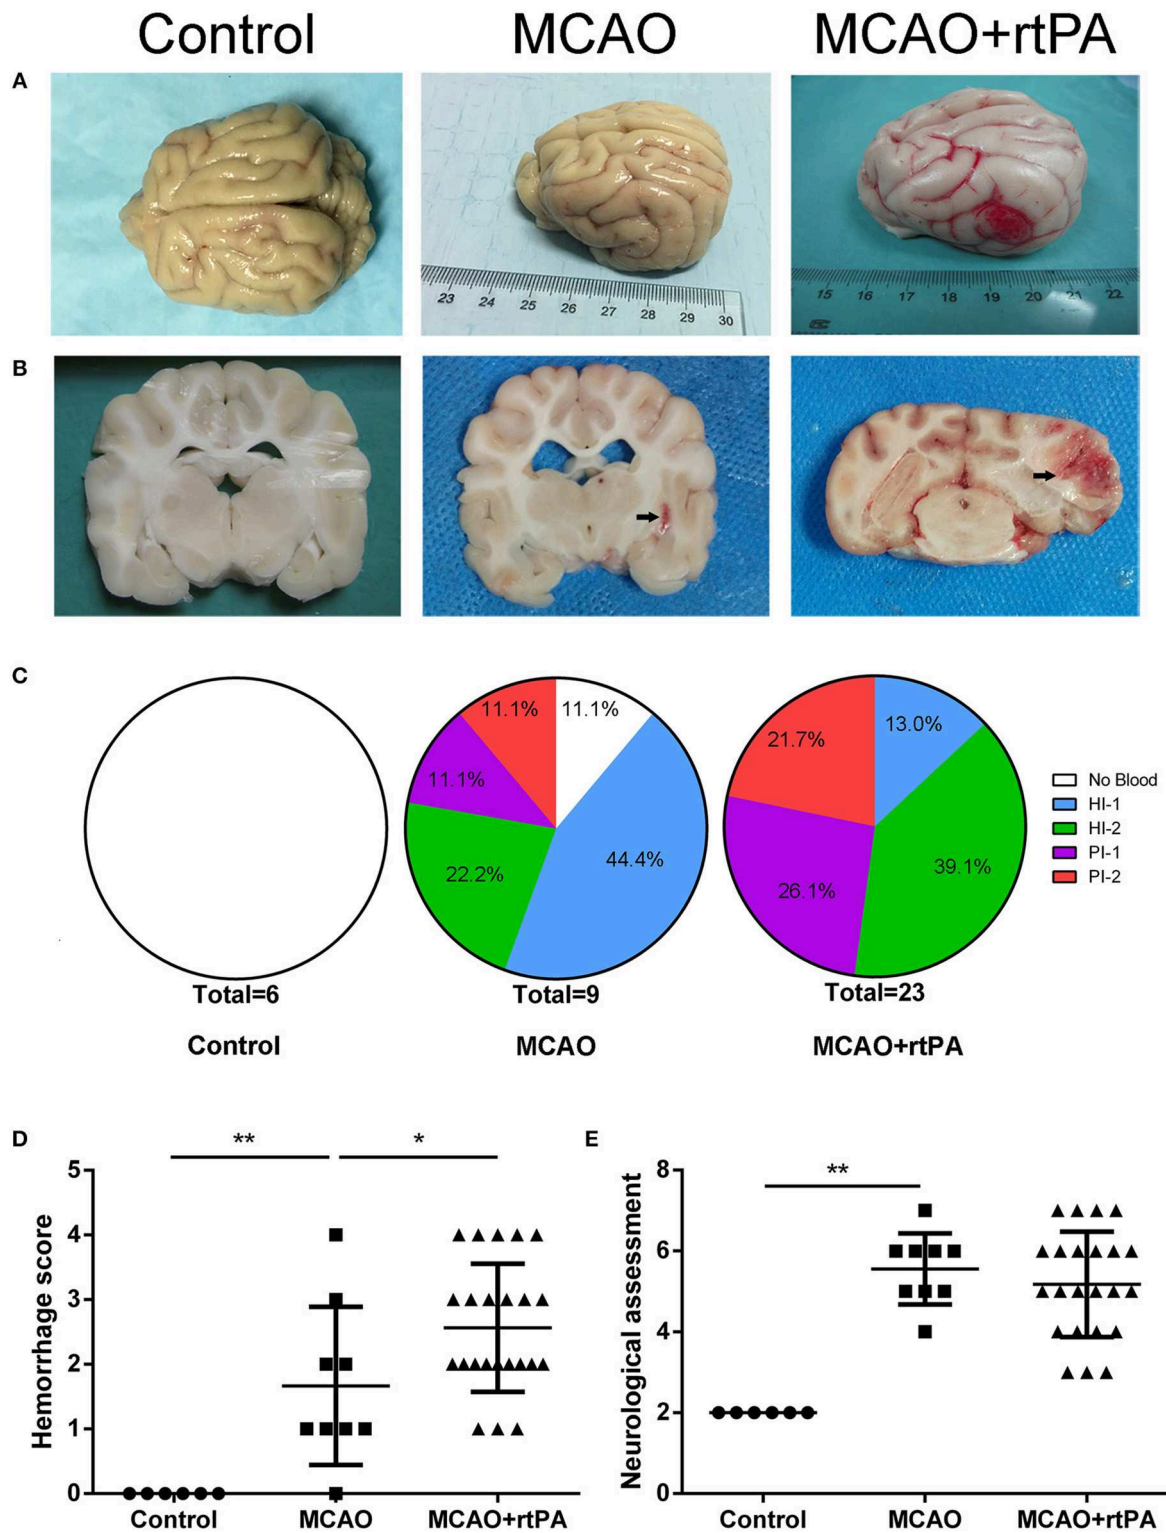 Control MCAO MCAO+rtPA
A
23 24 25 26 27 28 29 30
15 16 17 18 19 20 21 22
B
C
11.1% 11.1% 13.0%
21.7%
11.1%
44.4%
22.2%
39.1%
26.1%
No Blood
HI-1
HI-2
PI-1
PI-2
Total=6 Total=9 Total=23
Control MCAO MCAO+rtPA
D
** *
Hemorrhage score
5
4
3
2
1
0
Control MCAO MCAO+rtPA
E
**
Neurological assessment
8
6
4
2
0
Control MCAO MCAO+rtPA